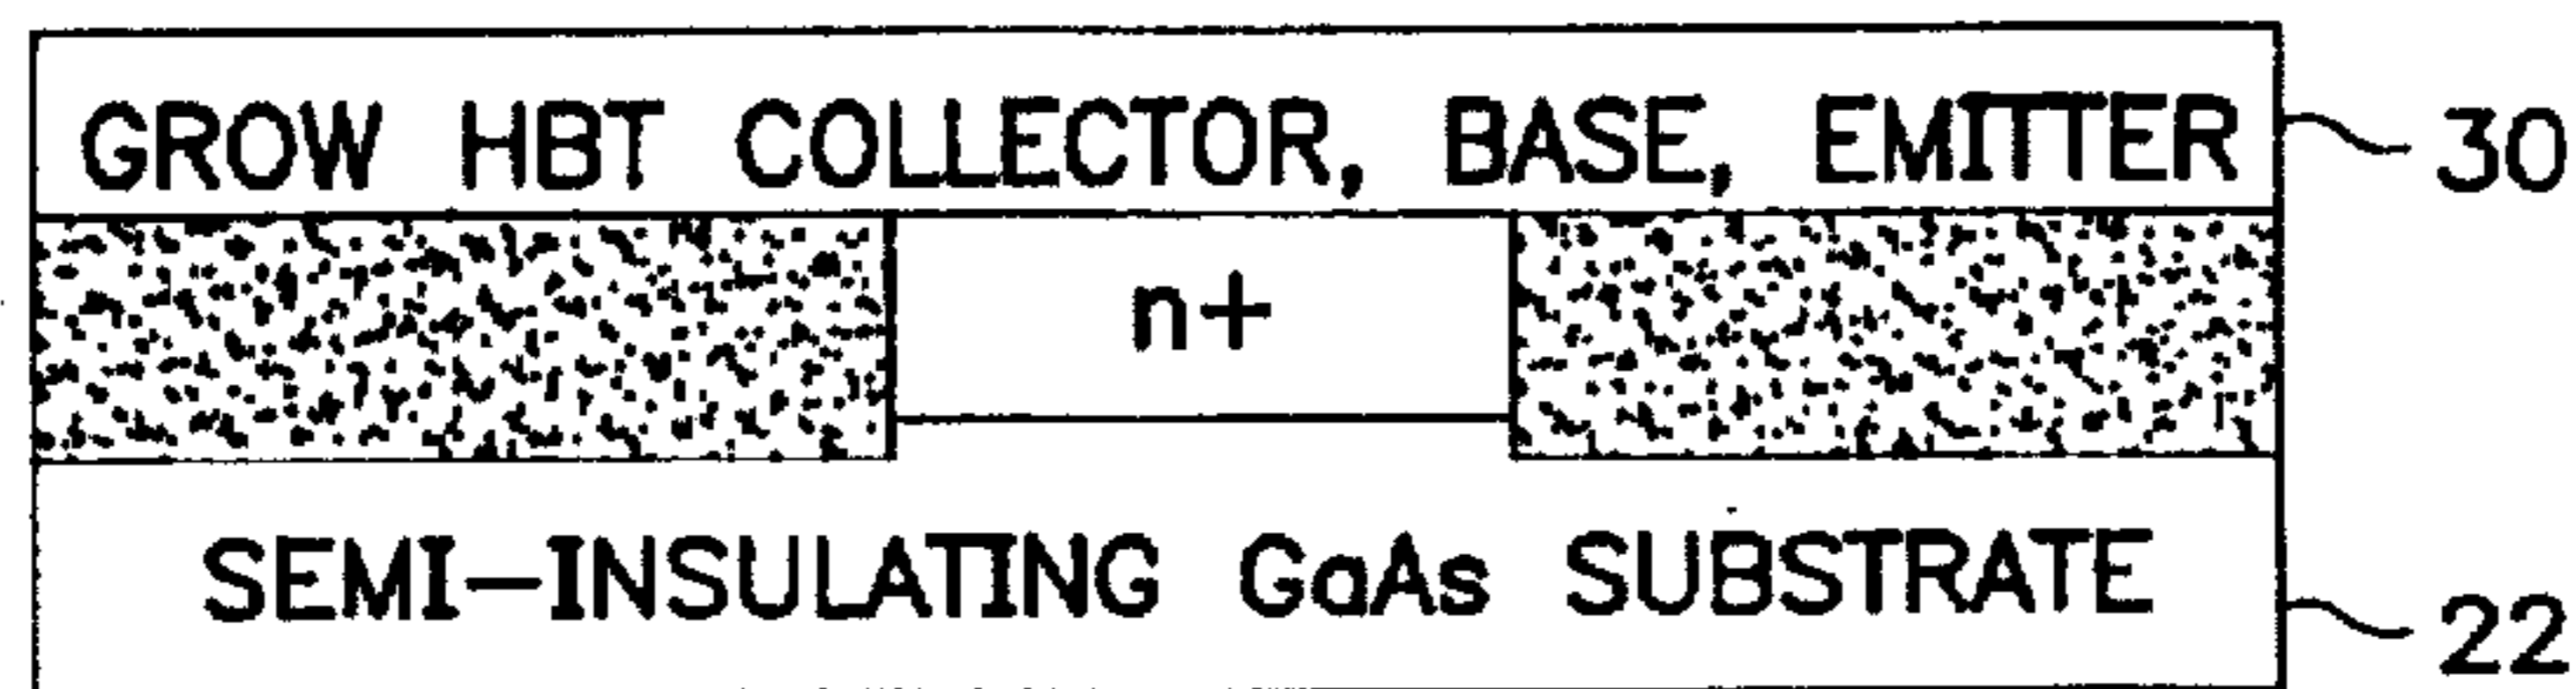 GROW HBT COLLECTOR, BASE, EMITTER
30
n+
SEMI-INSULATING GaAs SUBSTRATE
22